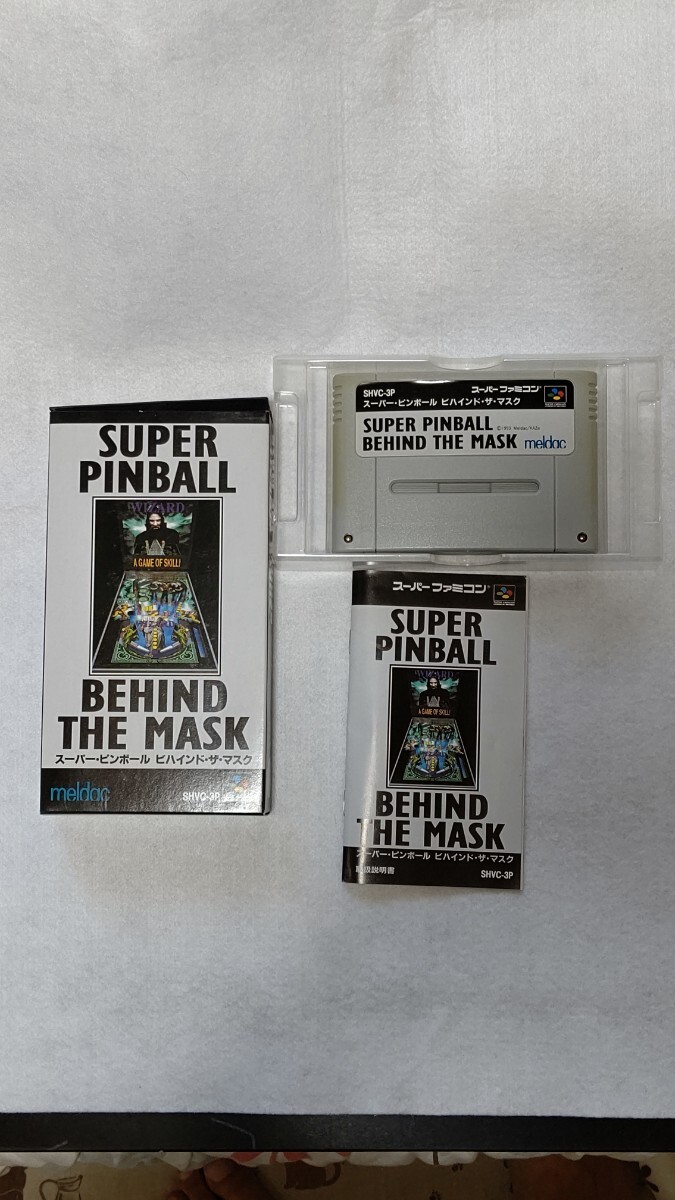 SUPER
PINBALL
WIZARD
A GAME OF SKILL!
BEHIND
THE MASK
スーパー・ピンボール ビハインド・ザ・マスク
meldac
SHVC-3P
SHVC-3P
スーパーファミコン
スーパー・ピンボール ビハインド・ザ・マスク
SUPER PINBALL
BEHIND THE MASK
meldac
スーパーファミコン
SUPER
PINBALL
WIZARD
A GAME OF SKILL!
BEHIND
THE MASK
スーパー・ピンボール ビハインド・ザ・マスク
取扱説明書
SHVC-3P